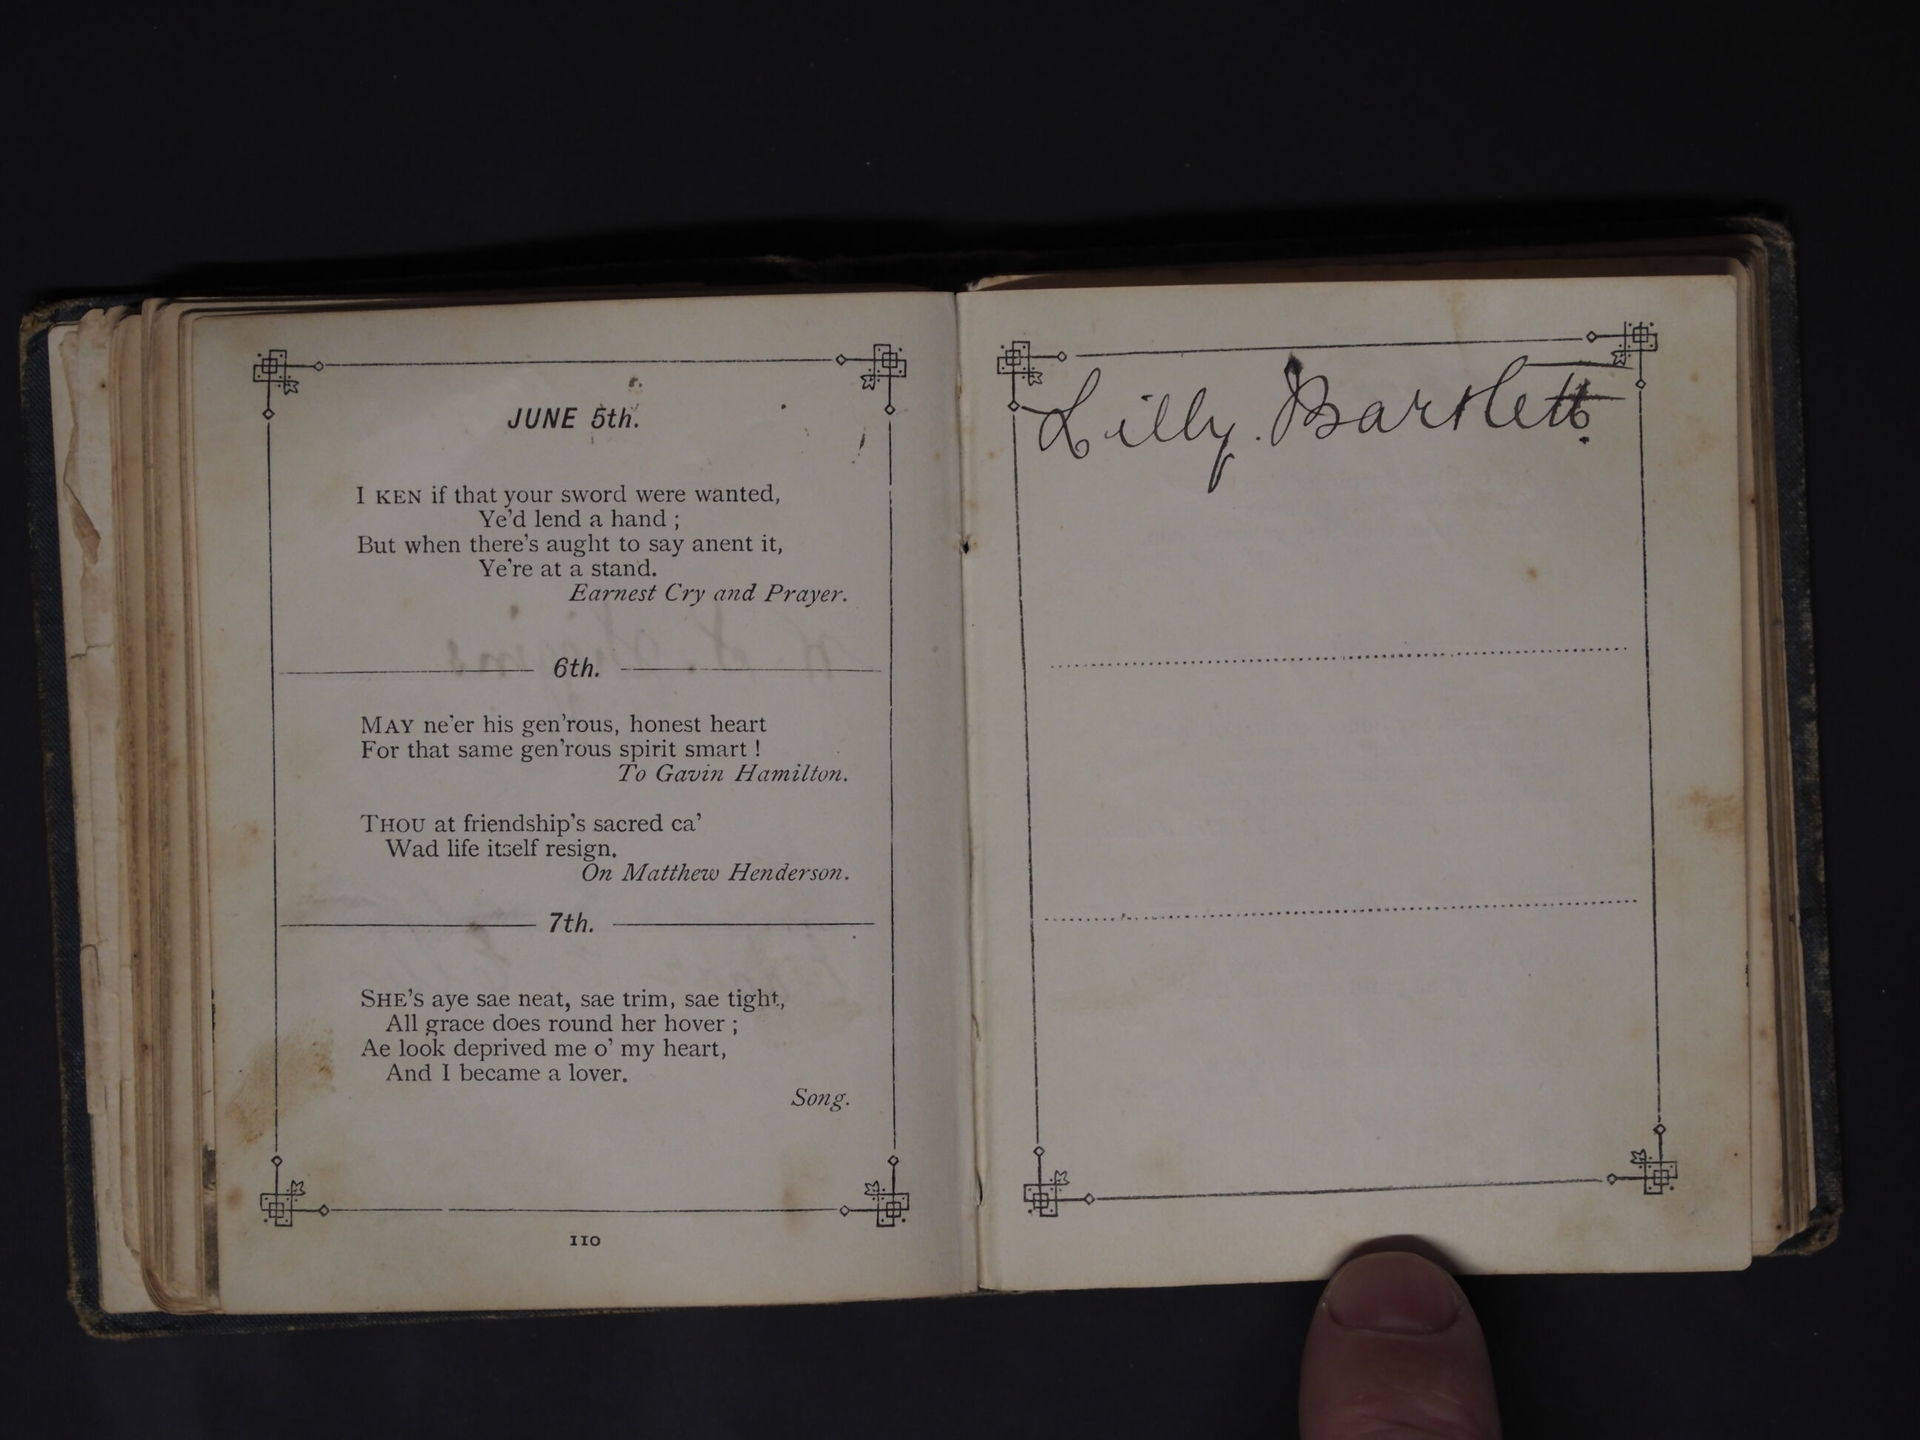 JUNE 5th.
I KEN if that your sword were wanted,
Ye'd lend a hand ;
But when there's aught to say anent it,
Ye're at a stand.
Earnest Cry and Prayer.
6th.
MAY ne'er his gen'rous, honest heart
For that same gen'rous spirit smart !
To Gavin Hamilton.
THOU at friendship's sacred ca'
Wad life itself resign.
On Matthew Henderson.
7th.
SHE'S aye sae neat, sae trim, sae tight,
All grace does round her hover ;
Ae look deprived me o' my heart,
And I became a lover.
Song.
110
Lilly. Bartlett.